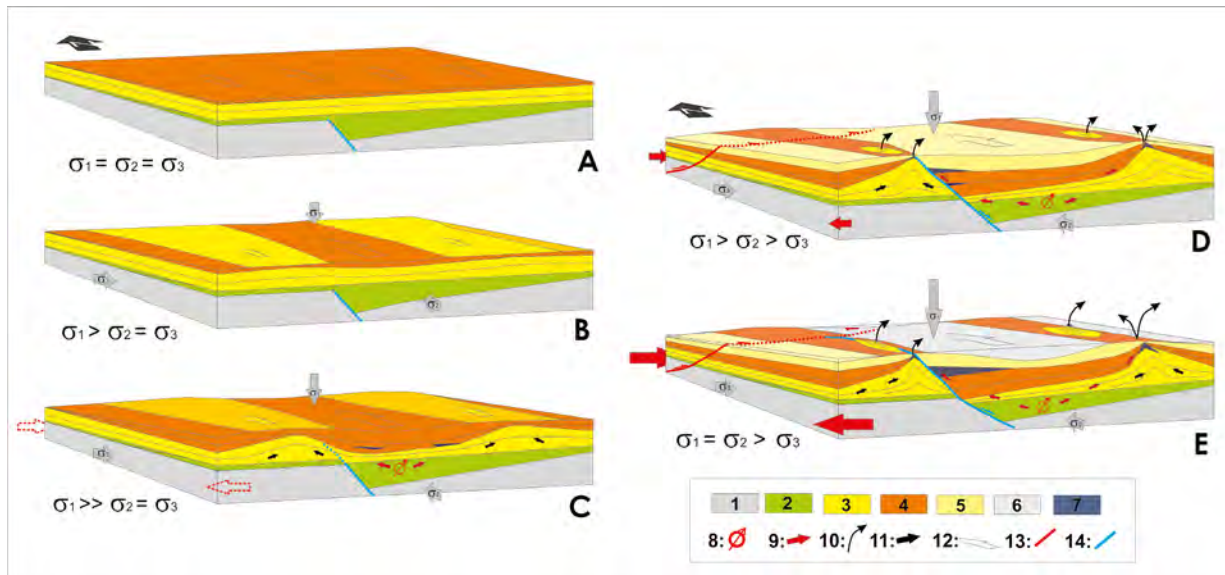 σ1 = σ2 = σ3
A
σ1 > σ2 = σ3
B
σ1 >> σ2 = σ3
C
σ1 > σ2 > σ3
D
σ1 = σ2 > σ3
E
1 2 3 4 5 6 7
8: 9: 10: 11: 12: 13: 14: